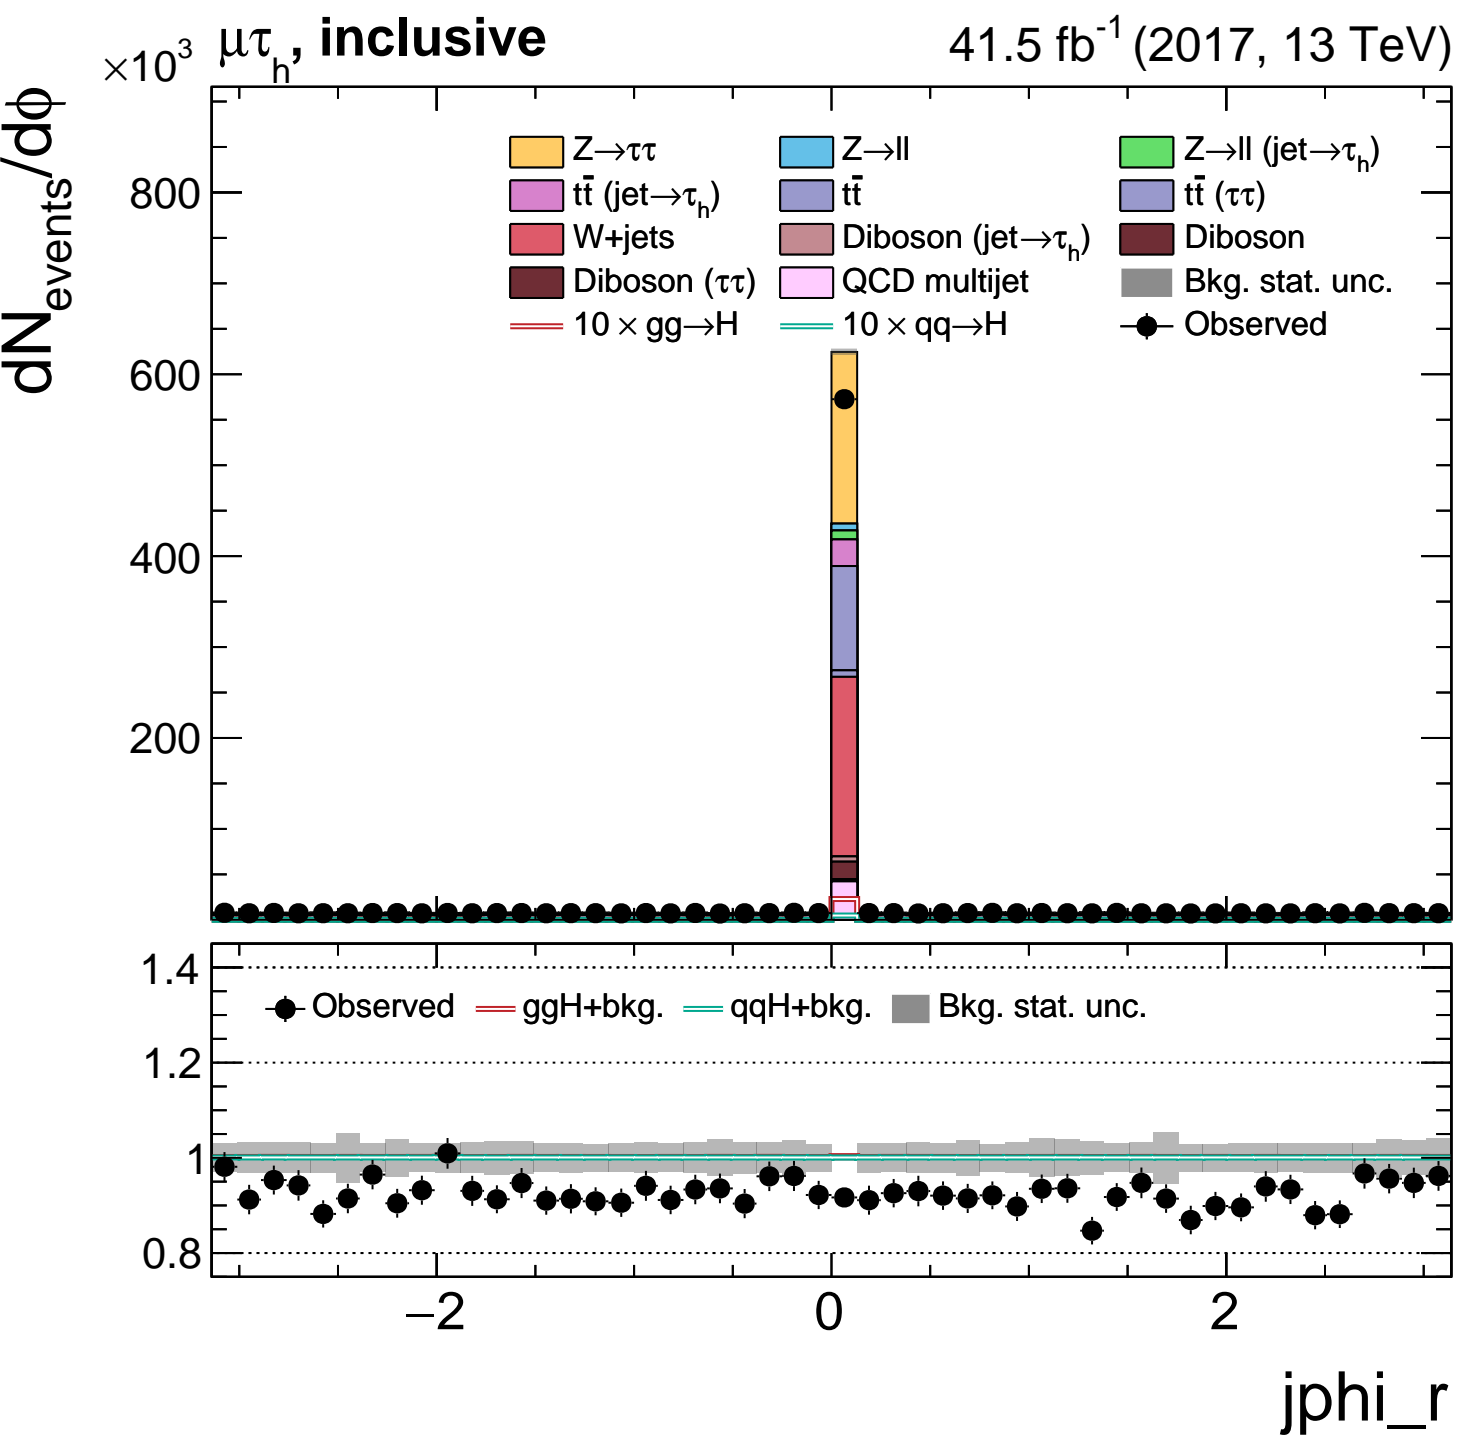 ×10³ μτh, inclusive 41.5 fb⁻¹ (2017, 13 TeV)
dNevents/dϕ
Z→ττ Z→ll Z→ll (jet→τh)
tt̄ (jet→τh) tt̄ tt̄ (ττ)
W+jets Diboson (jet→τh) Diboson
Diboson (ττ) QCD multijet Bkg. stat. unc.
10 × gg→H 10 × qq→H Observed
800
600
400
200
1.4
Observed ggH+bkg. qqH+bkg. Bkg. stat. unc.
1.2
1
0.8
−2 0 2
jphi_r